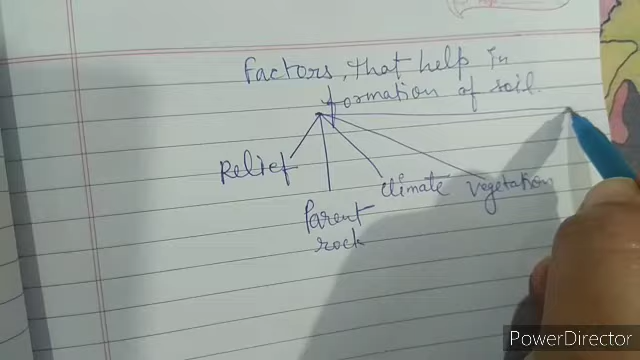 Factors, that help in
formation of soil.
Relief
Parent
rock
climate
vegetation
PowerDirector